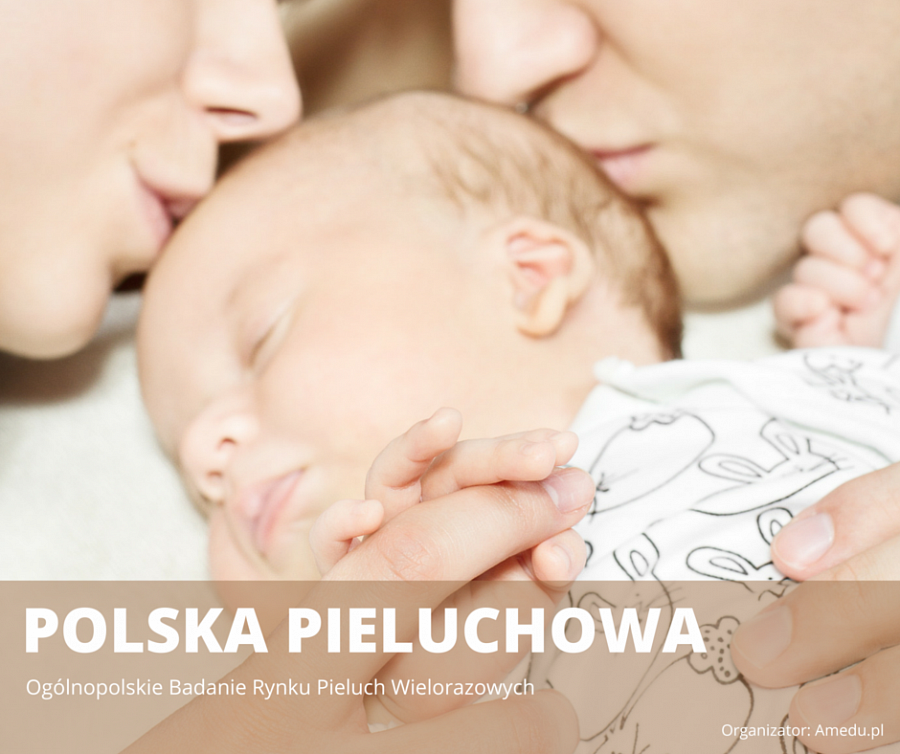 POLSKA PIELUCHOWA
Ogólnopolskie Badanie Rynku Pieluch Wielorazowych
Organizator: Amedu.pl